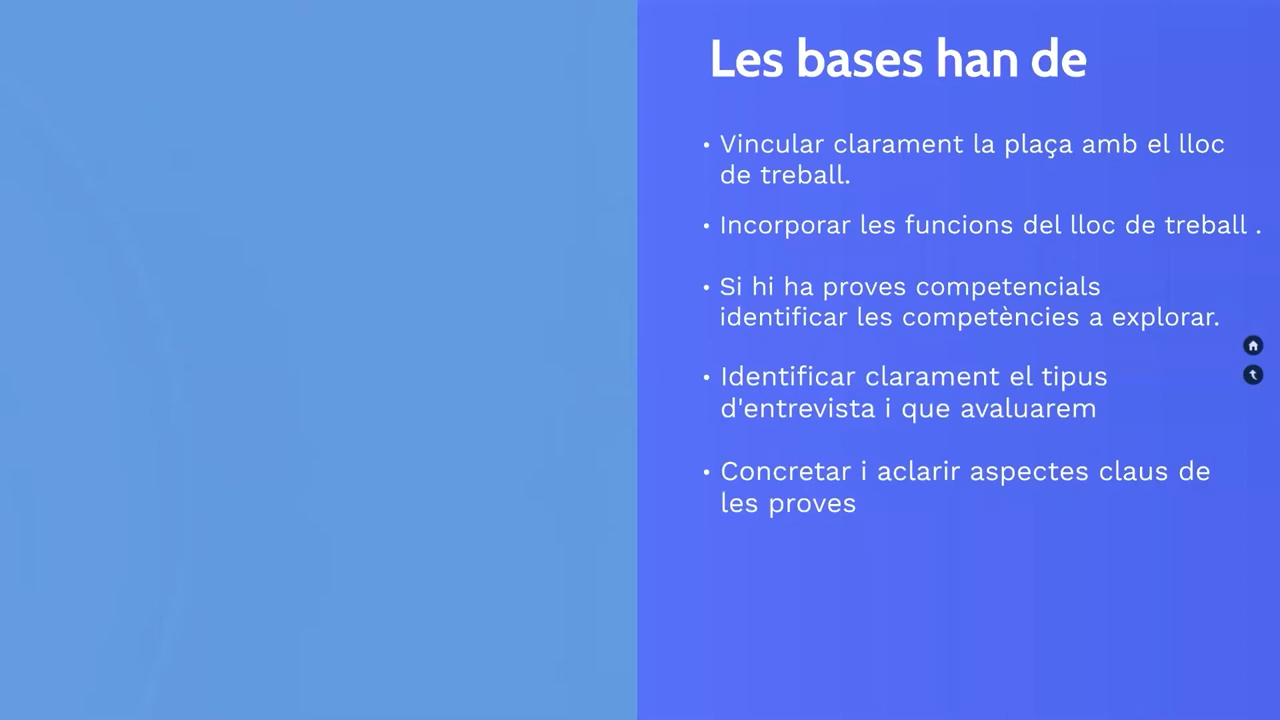 Les bases han de
• Vincular clarament la plaça amb el lloc
de treball.
• Incorporar les funcions del lloc de treball .
• Si hi ha proves competencials
identificar les competències a explorar.
• Identificar clarament el tipus
d'entrevista i que avaluarem
• Concretar i aclarir aspectes claus de
les proves